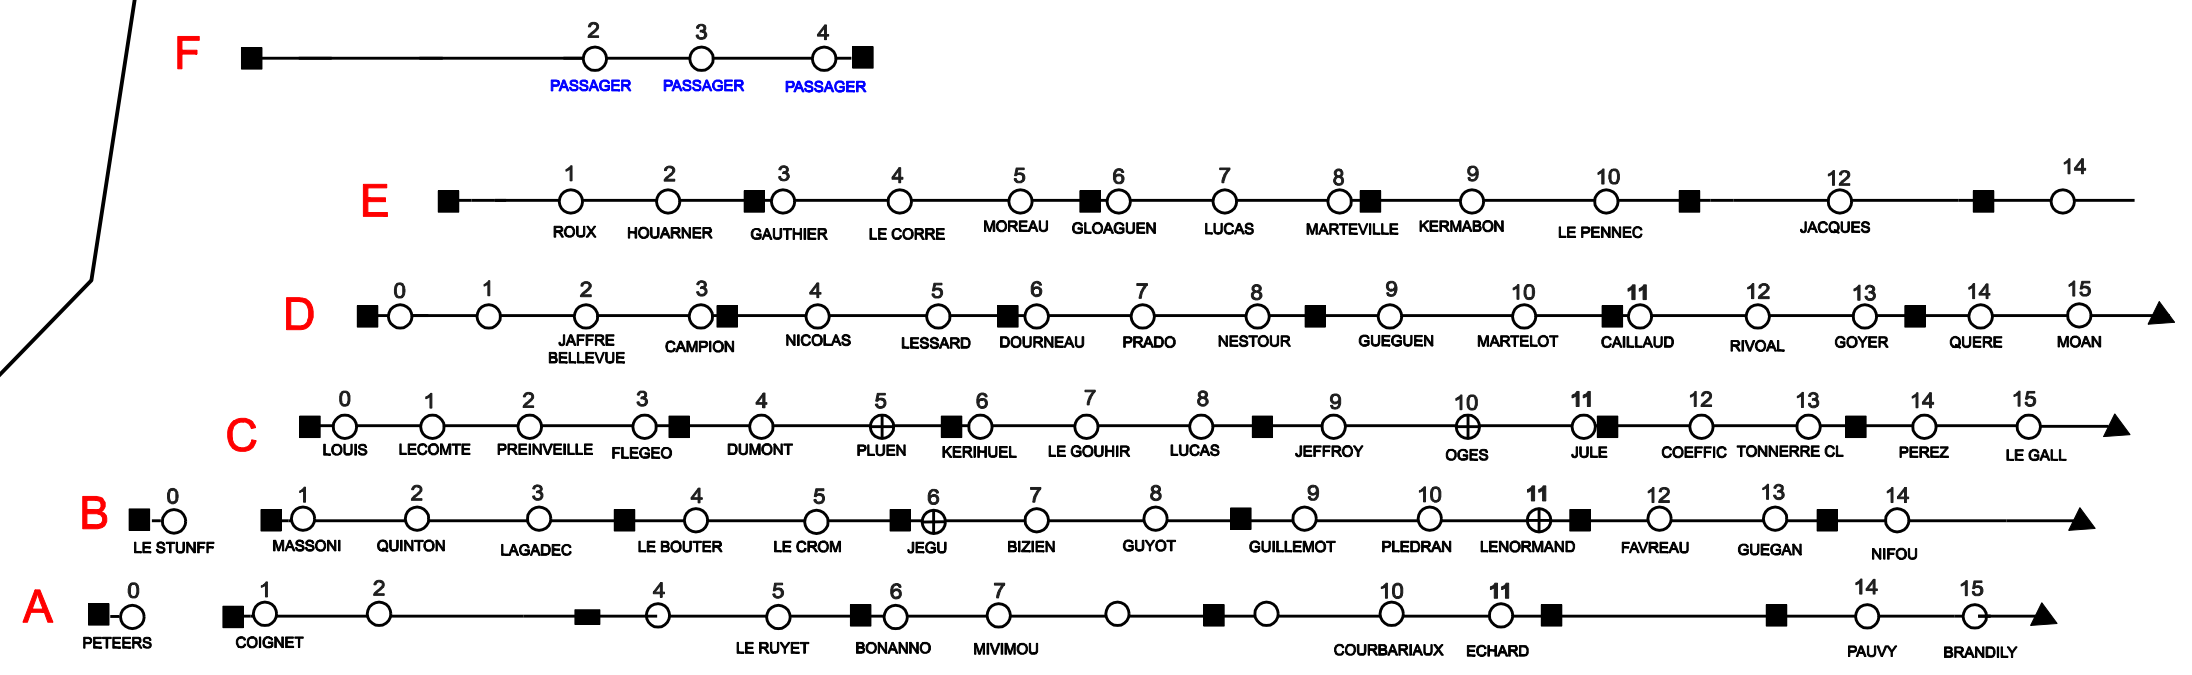 2 3 4
F
PASSAGER PASSAGER PASSAGER
1 2 3 4 5 6 7 8 9 10 12 14
E
ROUX HOUARNER GAUTHIER LE CORRE MOREAU GLOAGUEN LUCAS MARTEVILLE KERMABON LE PENNEC JACQUES
0 1 2 3 4 5 6 7 8 9 10 11 12 13 14 15
D
JAFFRE BELLEVUE CAMPION NICOLAS LESSARD DOURNEAU PRADO NESTOUR GUEGUEN MARTELOT CAILLAUD RIVOAL GOYER QUERE MOAN
0 1 2 3 4 5 6 7 8 9 10 11 12 13 14 15
C
LOUIS LECOMTE PREINVEILLE FLEGEO DUMONT PLUEN KERIHUEL LE GOUHIR LUCAS JEFFROY OGES JULE COEFFIC TONNERRE CL PEREZ LE GALL
0 1 2 3 4 5 6 7 8 9 10 11 12 13 14
B
LE STUNFF MASSONI QUINTON LAGADEC LE BOUTER LE CROM JEGU BIZIEN GUYOT GUILLEMOT PLEDRAN LENORMAND FAVREAU GUEGAN NIFOU
0 1 2 4 5 6 7 10 11 14 15
A
PETEERS COIGNET LE RUYET BONANNO MIVIMOU COURBARIAUX ECHARD PAUVY BRANDILY